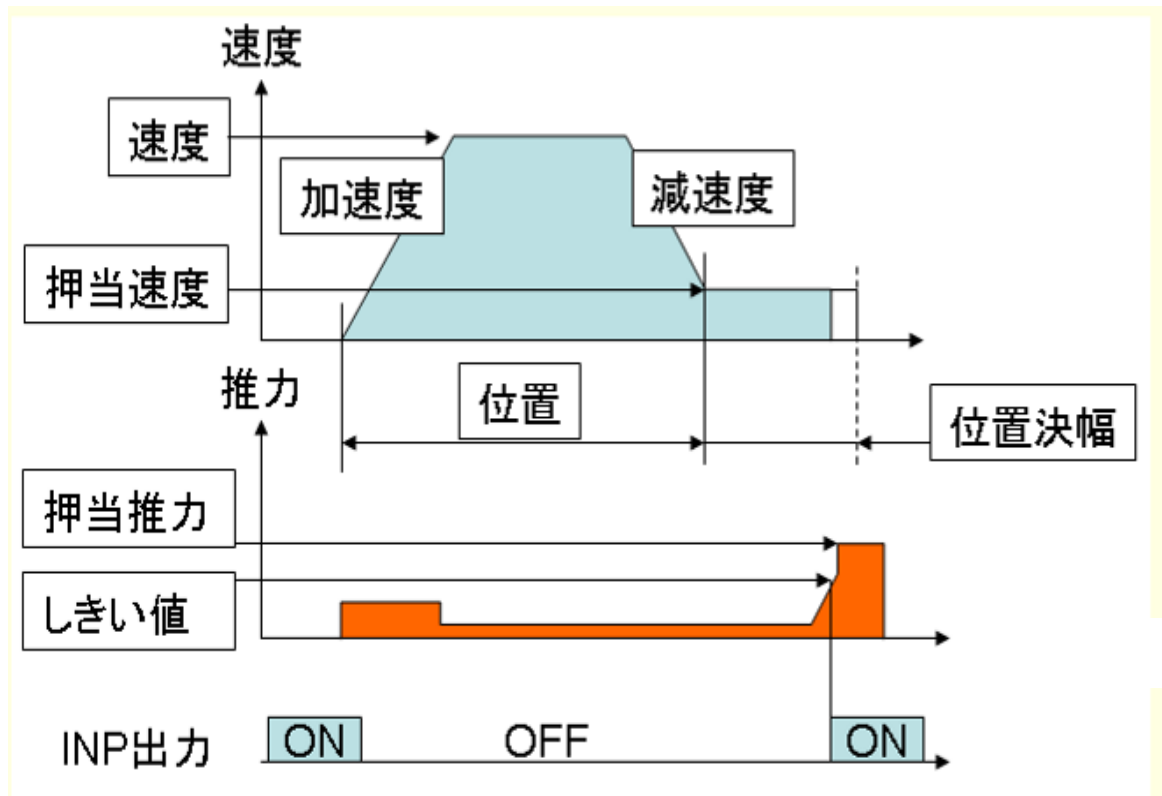 速度
速度
加速度
減速度
押当速度
推力
位置
位置決幅
押当推力
しきい値
INP出力
ON
OFF
ON